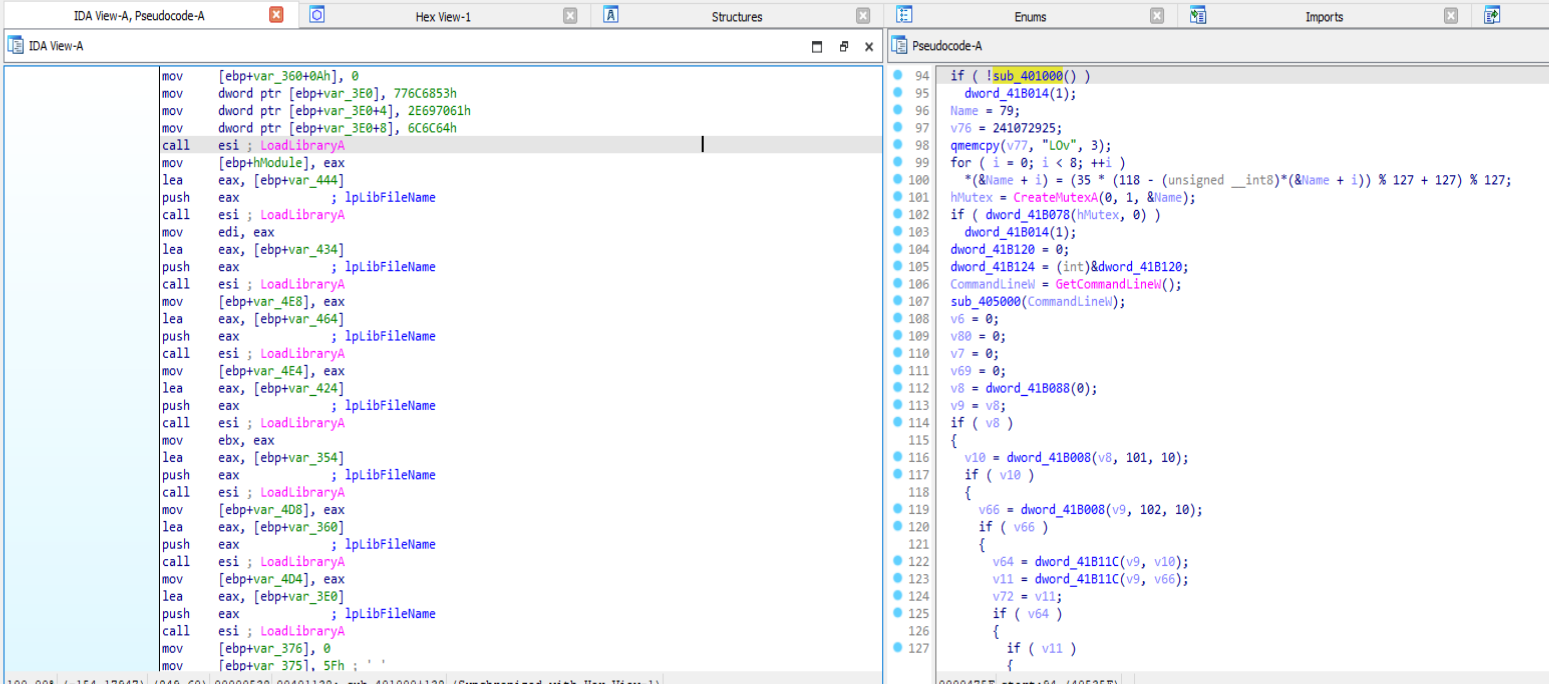 IDA View-A, Pseudocode-A Hex View-1 Structures Enums Imports
IDA View-A
mov [ebp+var_360+0Ah], 0
mov dword ptr [ebp+var_3E0], 776C6853h
mov dword ptr [ebp+var_3E0+4], 2E697061h
mov dword ptr [ebp+var_3E0+8], 6C6C64h
call esi ; LoadLibraryA
mov [ebp+hModule], eax
lea eax, [ebp+var_444]
push eax ; lpLibFileName
call esi ; LoadLibraryA
mov edi, eax
lea eax, [ebp+var_434]
push eax ; lpLibFileName
call esi ; LoadLibraryA
mov [ebp+var_4E8], eax
lea eax, [ebp+var_464]
push eax ; lpLibFileName
call esi ; LoadLibraryA
mov [ebp+var_4E4], eax
lea eax, [ebp+var_424]
push eax ; lpLibFileName
call esi ; LoadLibraryA
mov ebx, eax
lea eax, [ebp+var_354]
push eax ; lpLibFileName
call esi ; LoadLibraryA
mov [ebp+var_4D8], eax
lea eax, [ebp+var_360]
push eax ; lpLibFileName
call esi ; LoadLibraryA
mov [ebp+var_4D4], eax
lea eax, [ebp+var_3E0]
push eax ; lpLibFileName
call esi ; LoadLibraryA
mov [ebp+var_376], 0
mov [ebp+var_375], 5Fh ; '_'
Pseudocode-A
94 if ( !sub_401000() )
95 dword_41B014(1);
96 Name = 79;
97 v76 = 241072925;
98 qmemcpy(v77, "LOv", 3);
99 for ( i = 0; i < 8; ++i )
100 *(&Name + i) = (35 * (118 - (unsigned __int8)*(&Name + i)) % 127 + 127) % 127;
101 hMutex = CreateMutexA(0, 1, &Name);
102 if ( dword_41B078(hMutex, 0) )
103 dword_41B014(1);
104 dword_41B120 = 0;
105 dword_41B124 = (int)&dword_41B120;
106 CommandLineW = GetCommandLineW();
107 sub_405000(CommandLineW);
108 v6 = 0;
109 v80 = 0;
110 v7 = 0;
111 v69 = 0;
112 v8 = dword_41B088(0);
113 v9 = v8;
114 if ( v8 )
115 {
116 v10 = dword_41B008(v8, 101, 10);
117 if ( v10 )
118 {
119 v66 = dword_41B008(v9, 102, 10);
120 if ( v66 )
121 {
122 v64 = dword_41B11C(v9, v10);
123 v11 = dword_41B11C(v9, v66);
124 v72 = v11;
125 if ( v64 )
126 {
127 if ( v11 )
{